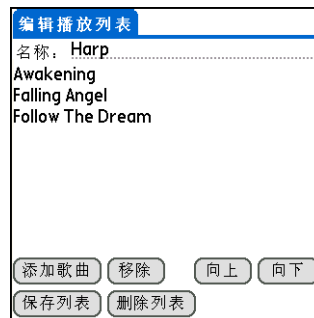 编辑播放列表
名称： Harp
Awakening
Falling Angel
Follow The Dream
添加歌曲 移除 向上 向下
保存列表 删除列表